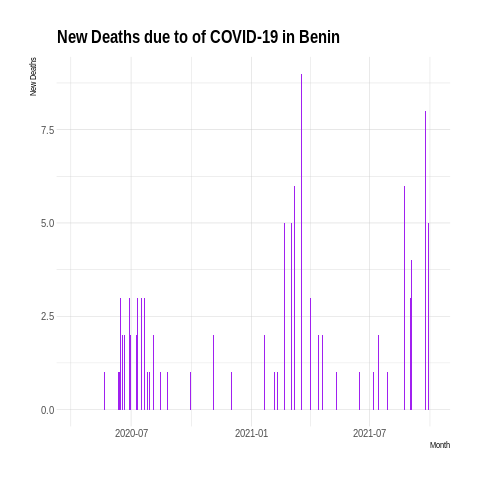 New Deaths due to of COVID-19 in Benin
New Deaths
7.5
5.0
2.5
0.0
2020-07 2021-01 2021-07
Month